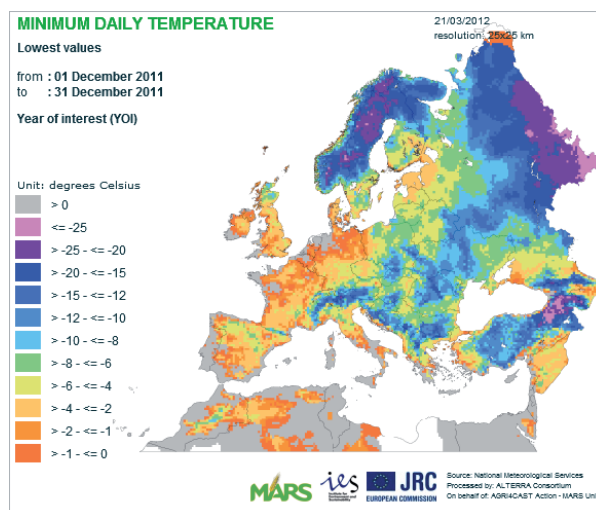 MINIMUM DAILY TEMPERATURE
Lowest values
from : 01 December 2011
to : 31 December 2011
Year of interest (YOI)
21/03/2012
resolution: 25x25 km
Unit: degrees Celsius
> 0
<= -25
> -25 - <= -20
> -20 - <= -15
> -15 - <= -12
> -12 - <= -10
> -10 - <= -8
> -8 - <= -6
> -6 - <= -4
> -4 - <= -2
> -2 - <= -1
> -1 - <= 0
MARS
ies
JRC
EUROPEAN COMMISSION
Source: National Meteorological Services
Processed by: ALTERRA Consortium
On behalf of: AGRI4CAST Action - MARS Uni